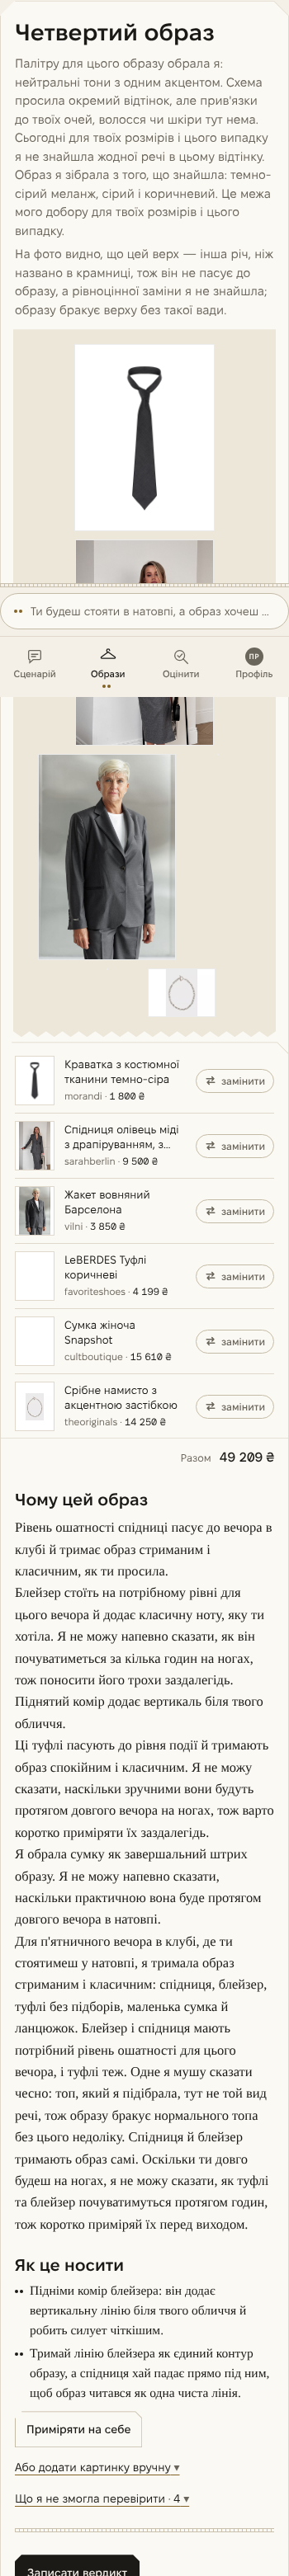 Четвертий образ
Палітру для цього образу обрала я:
нейтральні тони з одним акцентом. Схема
просила окремий відтінок, але прив'язки
до твоїх очей, волосся чи шкіри тут нема.
Сьогодні для твоїх розмірів і цього випадку
я не знайшла жодної речі в цьому відтінку.
Образ я зібрала з того, що знайшла: темно-
сірий меланж, сірий і коричневий. Це межа
мого добору для твоїх розмірів і цього
випадку.
На фото видно, що цей верх — інша річ, ніж
названо в крамниці, тож він не пасує до
образу, а рівноцінної заміни я не знайшла;
образу бракує верху без такої вади.
Ти будеш стояти в натовпі, а образ хочеш ...
Сценарій
Образи
Оцінити
ПР
Профіль
Краватка з костюмної
тканини темно-сіра
morandi · 1 800 ₴
замінити
Спідниця олівець міді
з драпіруванням, з...
sarahberlin · 9 500 ₴
замінити
Жакет вовняний
Барселона
vilni · 3 850 ₴
замінити
LeBERDES Туфлі
коричневі
favoriteshoes · 4 199 ₴
замінити
Сумка жіноча
Snapshot
cultboutique · 15 610 ₴
замінити
Срібне намисто з
акцентною застібкою
theoriginals · 14 250 ₴
замінити
Разом 49 209 ₴
Чому цей образ
Рівень ошатності спідниці пасує до вечора в
клубі й тримає образ стриманим і
класичним, як ти просила.
Блейзер стоїть на потрібному рівні для
цього вечора й додає класичну ноту, яку ти
хотіла. Я не можу напевно сказати, як він
почуватиметься за кілька годин на ногах,
тож поносити його трохи заздалегідь.
Піднятий комір додає вертикаль біля твого
обличчя.
Ці туфлі пасують до рівня події й тримають
образ спокійним і класичним. Я не можу
сказати, наскільки зручними вони будуть
протягом довгого вечора на ногах, тож варто
коротко приміряти їх заздалегідь.
Я обрала сумку як завершальний штрих
образу. Я не можу напевно сказати,
наскільки практичною вона буде протягом
довгого вечора в натовпі.
Для п'ятничного вечора в клубі, де ти
стоятимеш у натовпі, я тримала образ
стриманим і класичним: спідниця, блейзер,
туфлі без підборів, маленька сумка й
ланцюжок. Блейзер і спідниця мають
потрібний рівень ошатності для цього
вечора, і туфлі теж. Одне я мушу сказати
чесно: топ, який я підібрала, тут не той вид
речі, тож образу бракує нормального топа
без цього недоліку. Спідниця й блейзер
тримають образ самі. Оскільки ти довго
будеш на ногах, я не можу сказати, як туфлі
та блейзер почуватимуться протягом годин,
тож коротко приміряй їх перед виходом.
Як це носити
Підніми комір блейзера: він додає
вертикальну лінію біля твого обличчя й
робить силует чіткішим.
Тримай лінію блейзера як єдиний контур
образу, а спідниця хай падає прямо під ним,
щоб образ читався як одна чиста лінія.
Приміряти на себе
Або додати картинку вручну ▾
Що я не змогла перевірити · 4 ▾
Записати вердикт